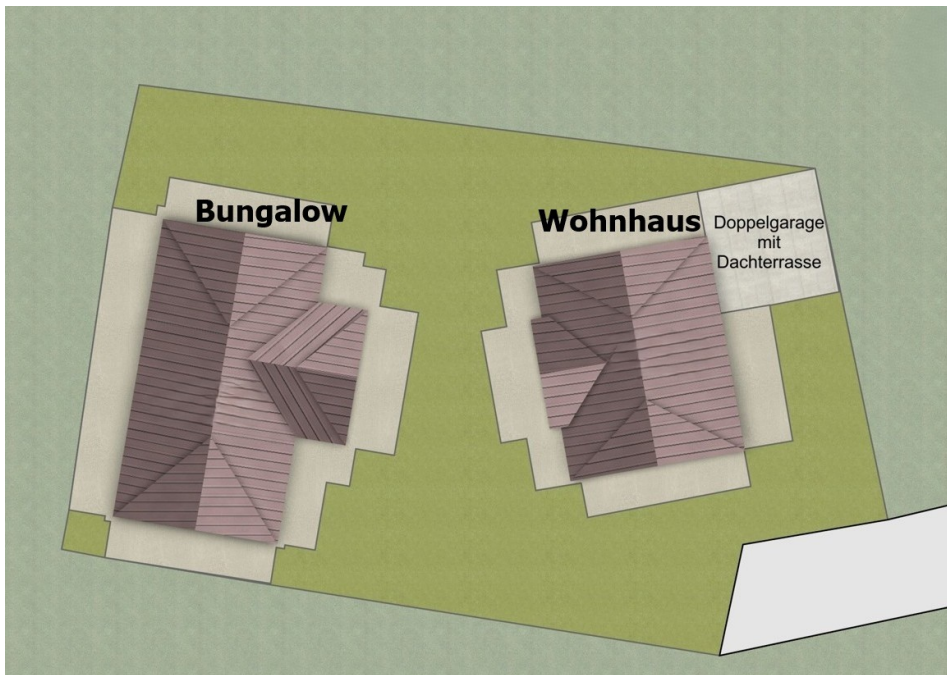 Bungalow
Wohnhaus
Doppelgarage
mit
Dachterrasse